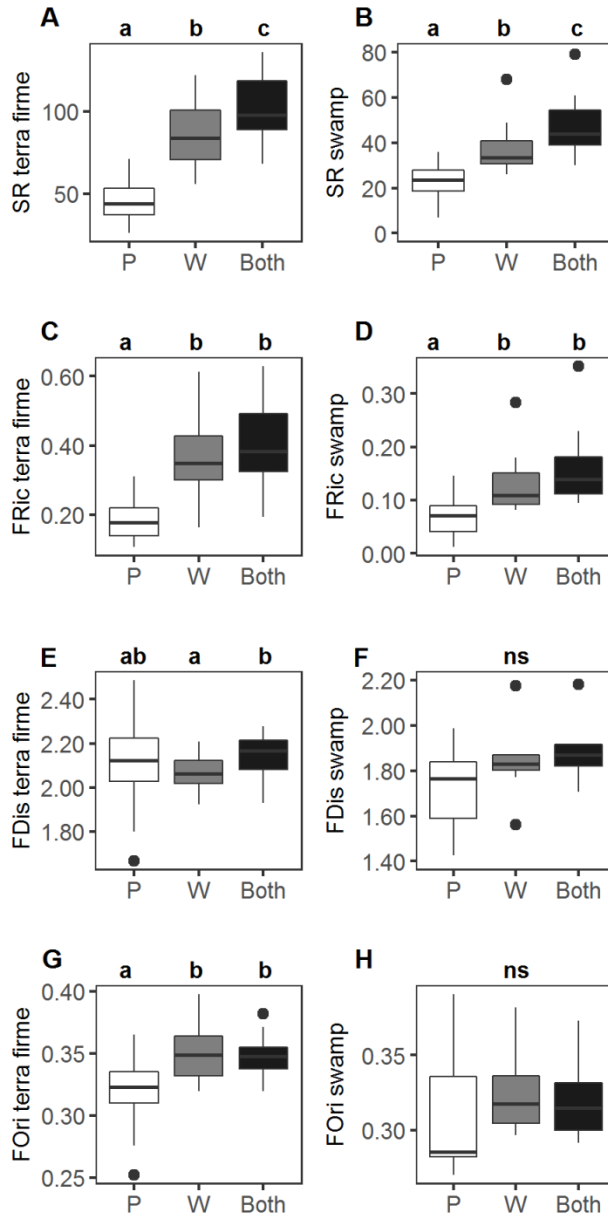 A
a b c
SR terra firme
100
50
P W Both
B
a b c
SR swamp
80
60
40
20
0
P W Both
C
a b b
FRic terra firme
0.60
0.40
0.20
P W Both
D
a b b
FRic swamp
0.30
0.20
0.10
0.00
P W Both
E
ab a b
FDis terra firme
2.40
2.20
2.00
1.80
P W Both
F
ns
FDis swamp
2.20
2.00
1.80
1.60
1.40
P W Both
G
a b b
FOri terra firme
0.40
0.35
0.30
0.25
P W Both
H
ns
FOri swamp
0.35
0.30
P W Both